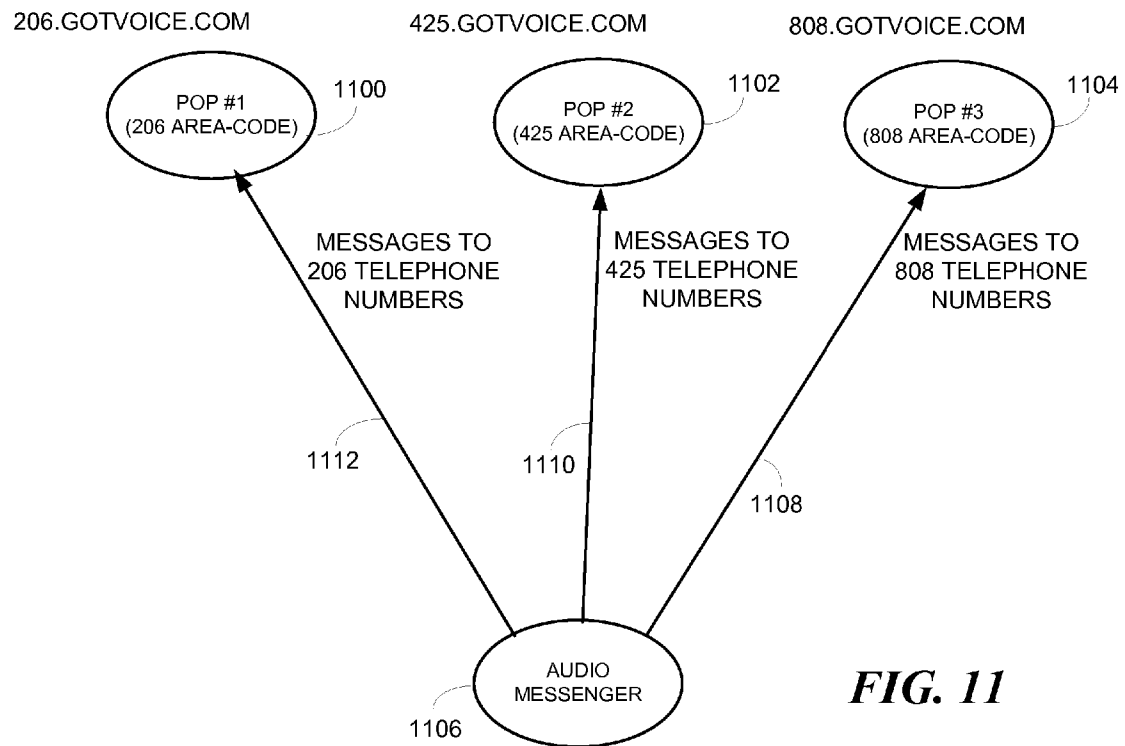 206.GOTVOICE.COM
425.GOTVOICE.COM
808.GOTVOICE.COM
POP #1
(206 AREA-CODE)
1100
POP #2
(425 AREA-CODE)
1102
POP #3
(808 AREA-CODE)
1104
MESSAGES TO
206 TELEPHONE
NUMBERS
MESSAGES TO
425 TELEPHONE
NUMBERS
MESSAGES TO
808 TELEPHONE
NUMBERS
1112
1110
1108
AUDIO
MESSENGER
1106
FIG. 11